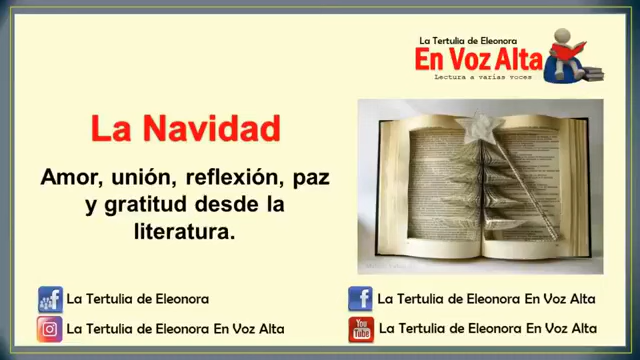 La Tertulia de Eleonora
En Voz Alta
Lectura a varias voces
La Navidad
Amor, unión, reflexión, paz
y gratitud desde la
literatura.
La Tertulia de Eleonora
La Tertulia de Eleonora En Voz Alta
La Tertulia de Eleonora En Voz Alta
You
Tube
La Tertulia de Eleonora En Voz Alta